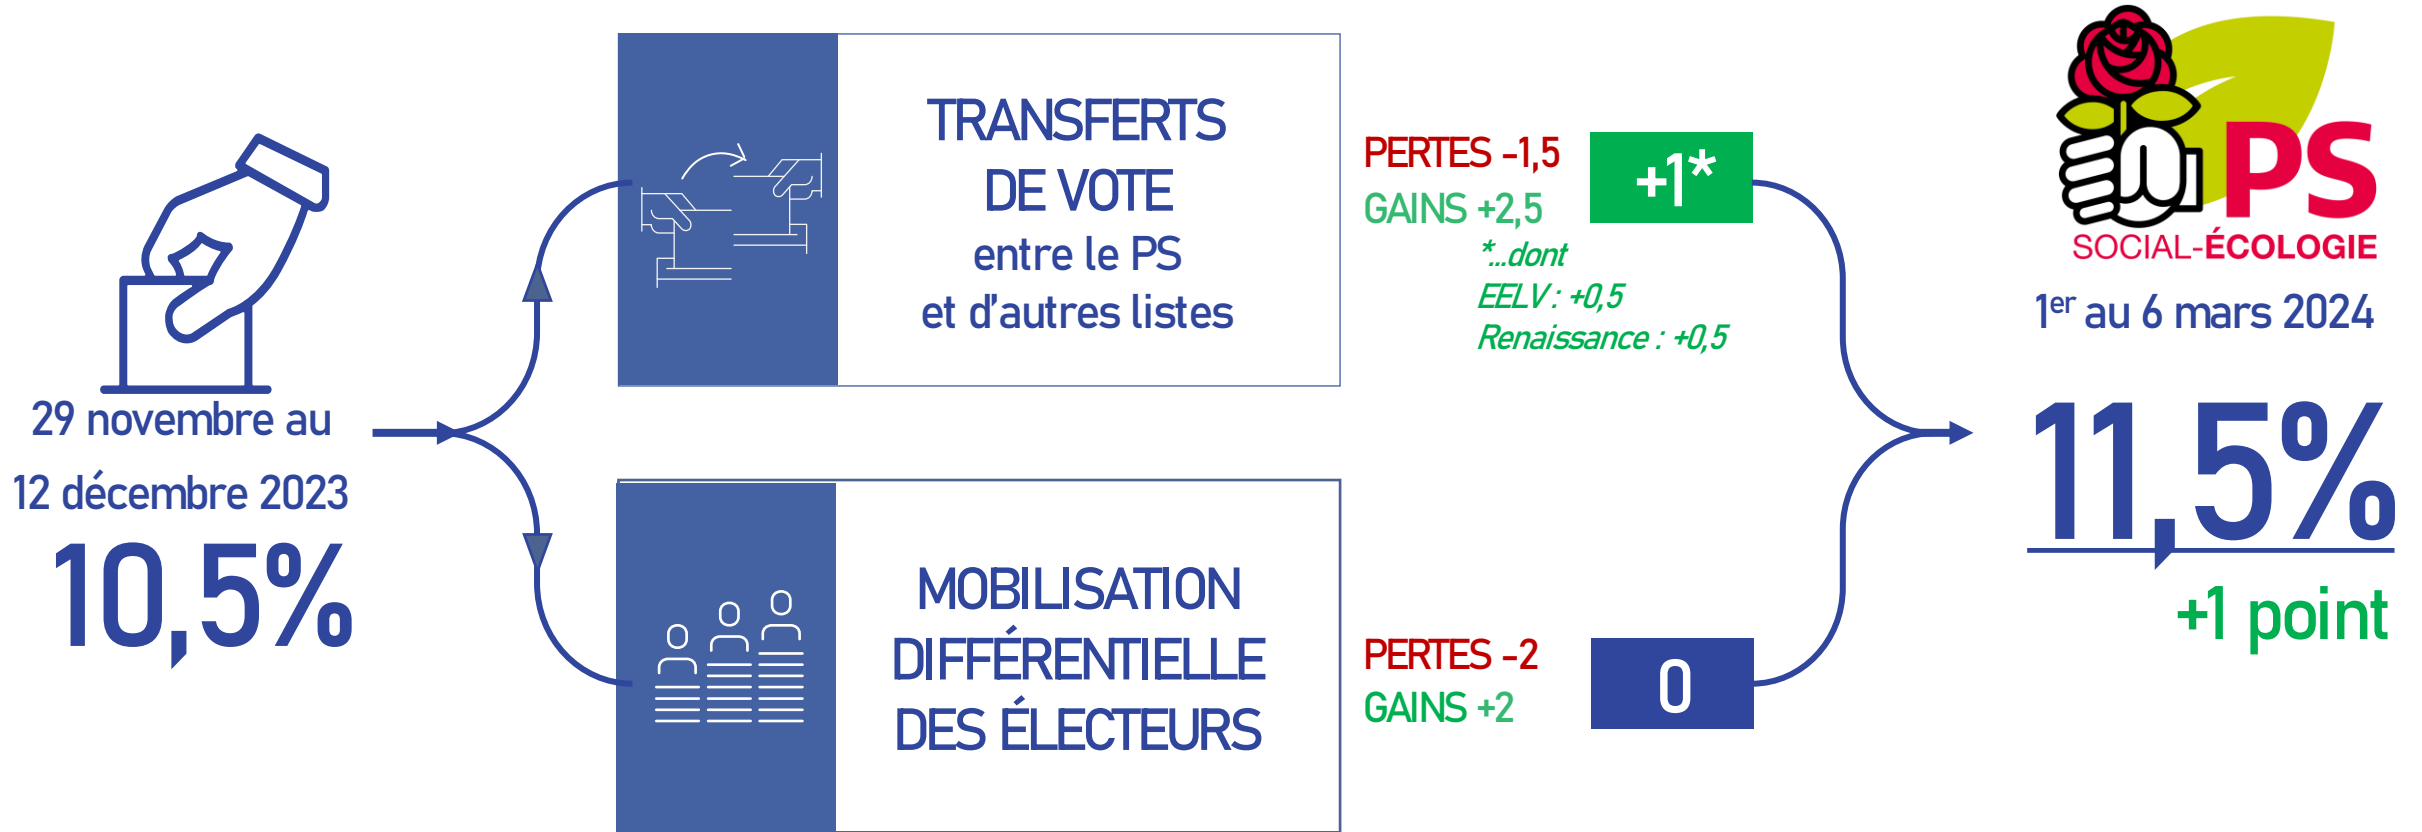 29 novembre au
12 décembre 2023
10,5%
TRANSFERTS
DE VOTE
entre le PS
et d'autres listes
PERTES -1,5
GAINS +2,5
+1*
*...dont
EELV : +0,5
Renaissance : +0,5
MOBILISATION
DIFFÉRENTIELLE
DES ÉLECTEURS
PERTES -2
GAINS +2
0
PS
SOCIAL-ÉCOLOGIE
1er au 6 mars 2024
11,5%
+1 point